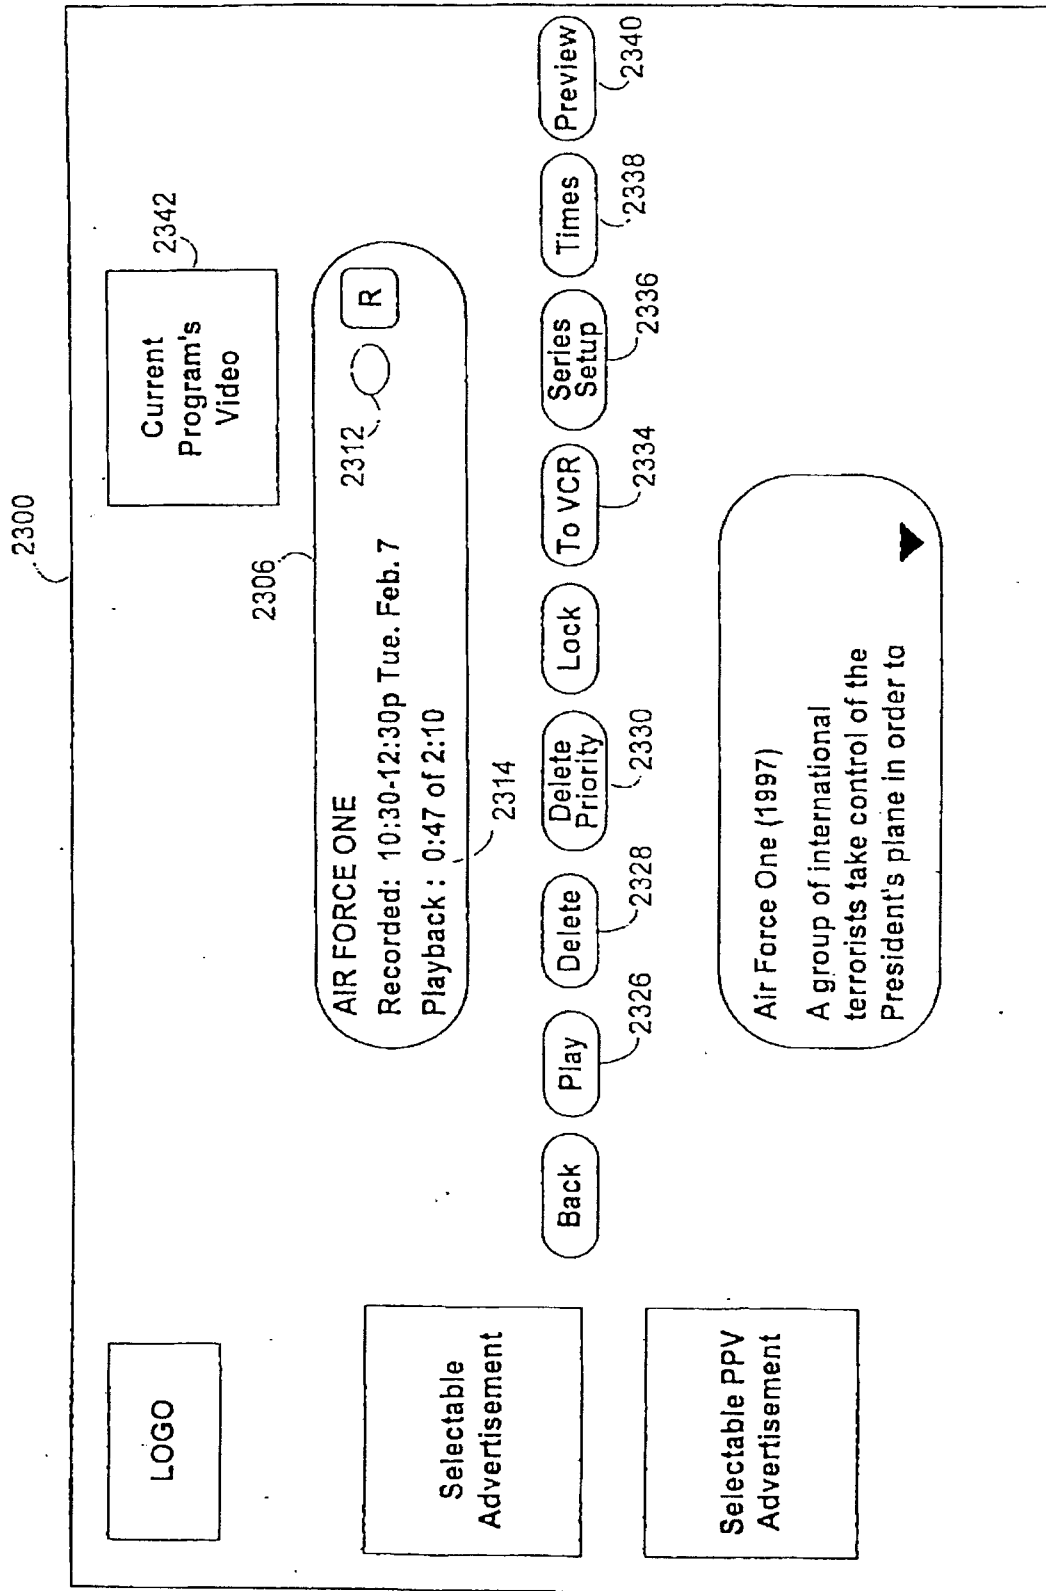 2300
LOGO
Current
Program's
Video
2342
2306
AIR FORCE ONE
Recorded: 10:30-12:30p Tue. Feb. 7
Playback : 0:47 of 2:10
2314
2312
R
Selectable
Advertisement
Back
Play
2326
Delete
2328
Delete
Priority
2330
Lock
To VCR
2334
Series
Setup
2336
Times
2338
Preview
2340
Selectable PPV
Advertisement
Air Force One (1997)
A group of international
terrorists take control of the
President's plane in order to